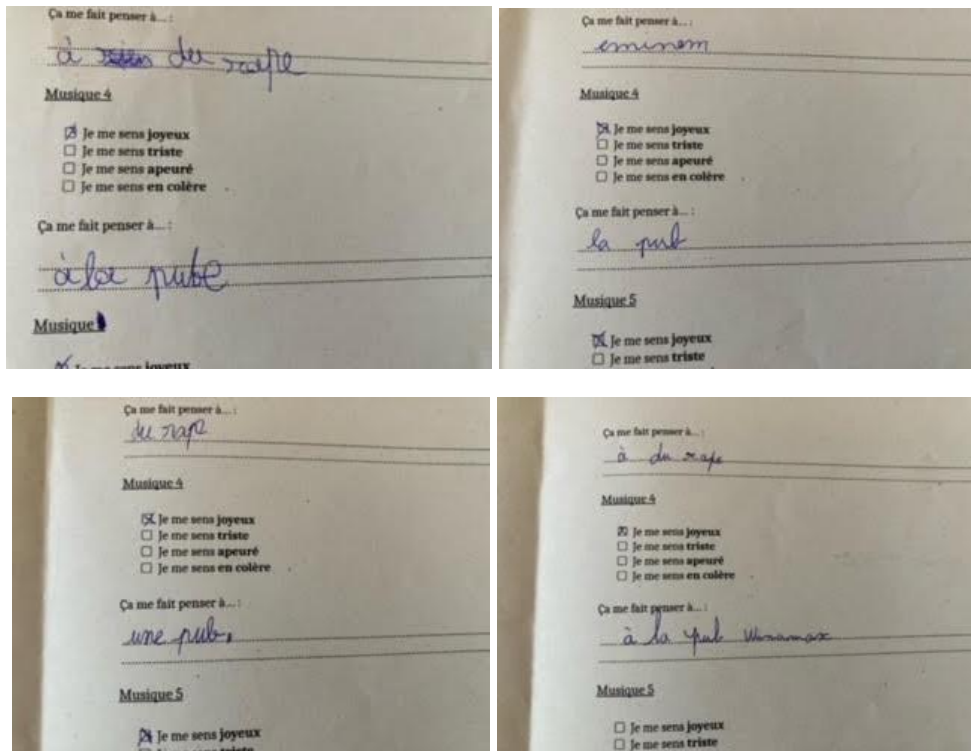 Ça me fait penser à... :
à rien du rape
Musique 4
Je me sens joyeux
Je me sens triste
Je me sens apeuré
Je me sens en colère
Ça me fait penser à... :
à la pube
Musique
Je me sens joyeux
Ça me fait penser à... :
eminem
Musique 4
Je me sens joyeux
Je me sens triste
Je me sens apeuré
Je me sens en colère
Ça me fait penser à... :
la pub
Musique 5
Je me sens joyeux
Je me sens triste
Ça me fait penser à... :
du rap
Musique 4
Je me sens joyeux
Je me sens triste
Je me sens apeuré
Je me sens en colère
Ça me fait penser à... :
une pub.
Musique 5
Je me sens joyeux
Ça me fait penser à... :
à du rape
Musique 4
Je me sens joyeux
Je me sens triste
Je me sens apeuré
Je me sens en colère
Ça me fait penser à... :
à la pub Winamax
Musique 5
Je me sens joyeux
Je me sens triste